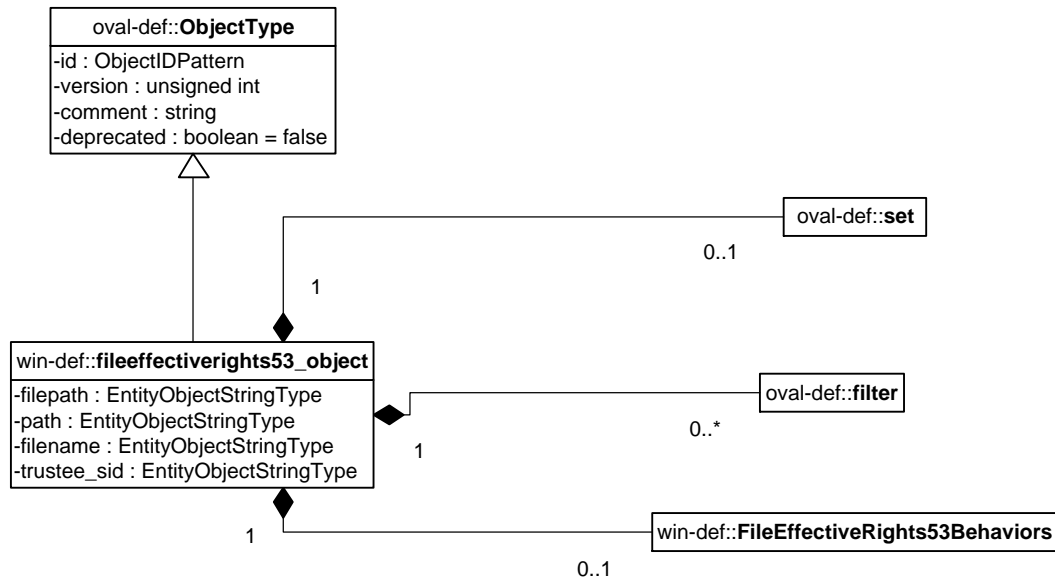 oval-def::ObjectType
-id : ObjectIDPattern
-version : unsigned int
-comment : string
-deprecated : boolean = false
oval-def::set
0..1
1
win-def::fileeffectiverights53_object
-filepath : EntityObjectStringType
-path : EntityObjectStringType
-filename : EntityObjectStringType
-trustee_sid : EntityObjectStringType
oval-def::filter
0..*
1
1
win-def::FileEffectiveRights53Behaviors
0..1